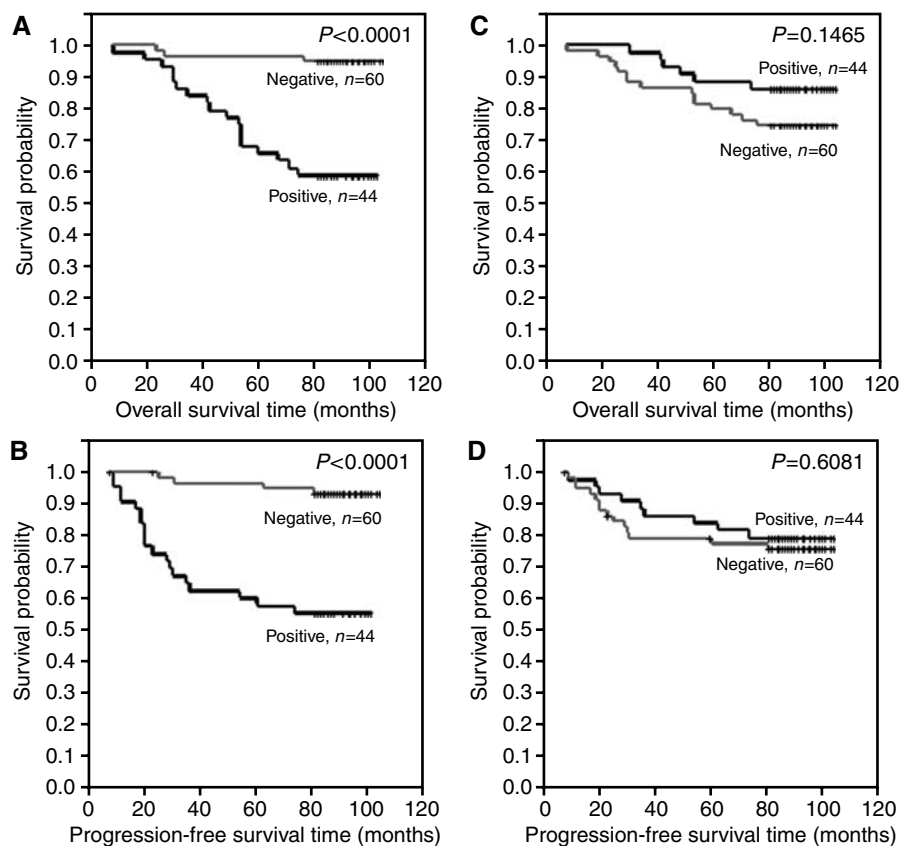 A
P<0.0001
1.0
0.9
0.8
0.7
0.6
0.5
0.4
0.3
0.2
0.1
0.0
Survival probability
Negative, n=60
Positive, n=44
0 20 40 60 80 100 120
Overall survival time (months)
C
P=0.1465
1.0
0.9
0.8
0.7
0.6
0.5
0.4
0.3
0.2
0.1
0.0
Survival probability
Positive, n=44
Negative, n=60
0 20 40 60 80 100 120
Overall survival time (months)
B
P<0.0001
1.0
0.9
0.8
0.7
0.6
0.5
0.4
0.3
0.2
0.1
0.0
Survival probability
Negative, n=60
Positive, n=44
0 20 40 60 80 100 120
Progression-free survival time (months)
D
P=0.6081
1.0
0.9
0.8
0.7
0.6
0.5
0.4
0.3
0.2
0.1
0.0
Survival probability
Positive, n=44
Negative, n=60
0 20 40 60 80 100 120
Progression-free survival time (months)